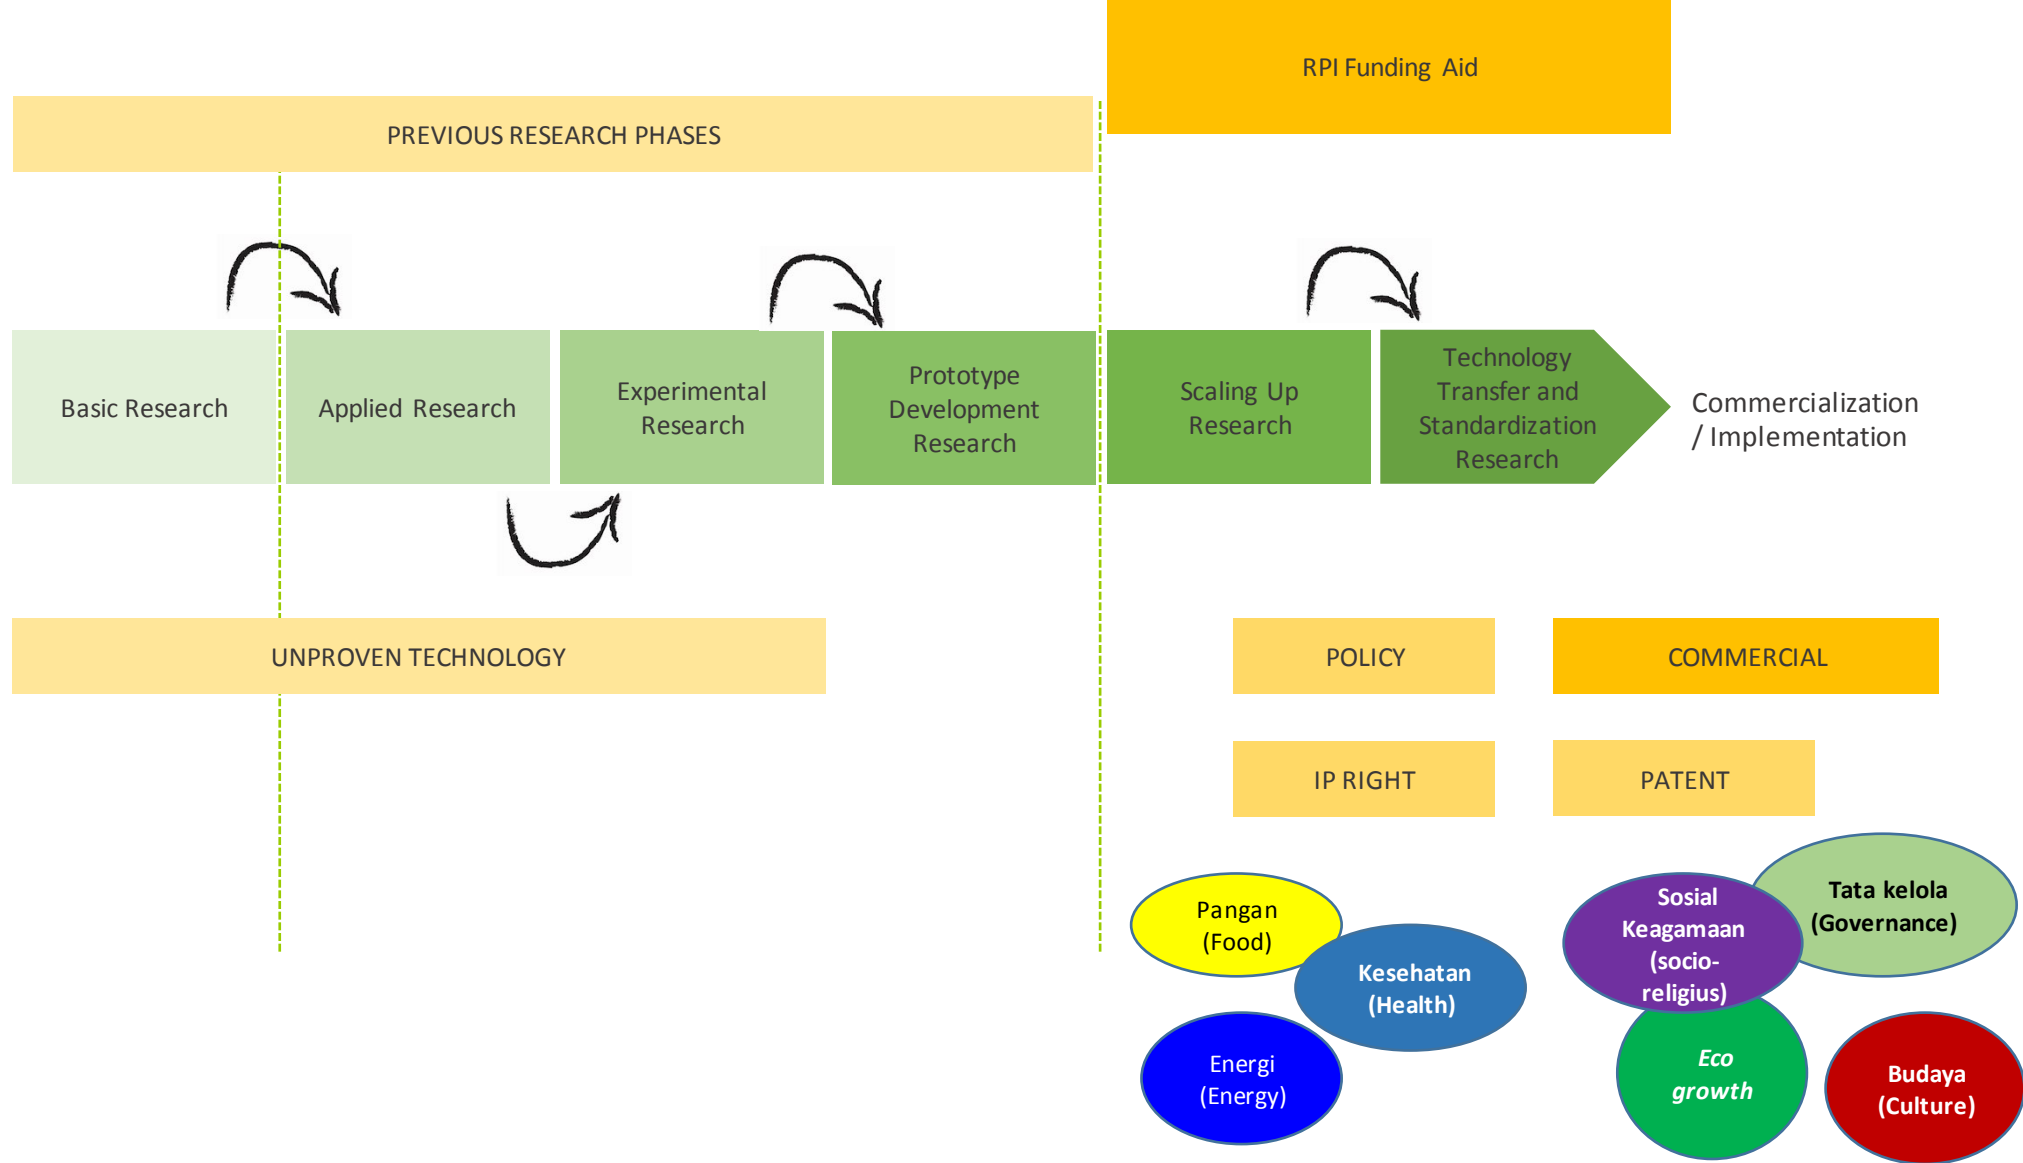 RPI Funding Aid
PREVIOUS RESEARCH PHASES
Basic Research
Applied Research
Experimental
Research
Prototype
Development
Research
Scaling Up
Research
Technology
Transfer and
Standardization
Research
Commercialization
/ Implementation
UNPROVEN TECHNOLOGY
POLICY
COMMERCIAL
IP RIGHT
PATENT
Pangan
(Food)
Kesehatan
(Health)
Energi
(Energy)
Sosial
Keagamaan
(socio-
religius)
Tata kelola
(Governance)
Eco
growth
Budaya
(Culture)